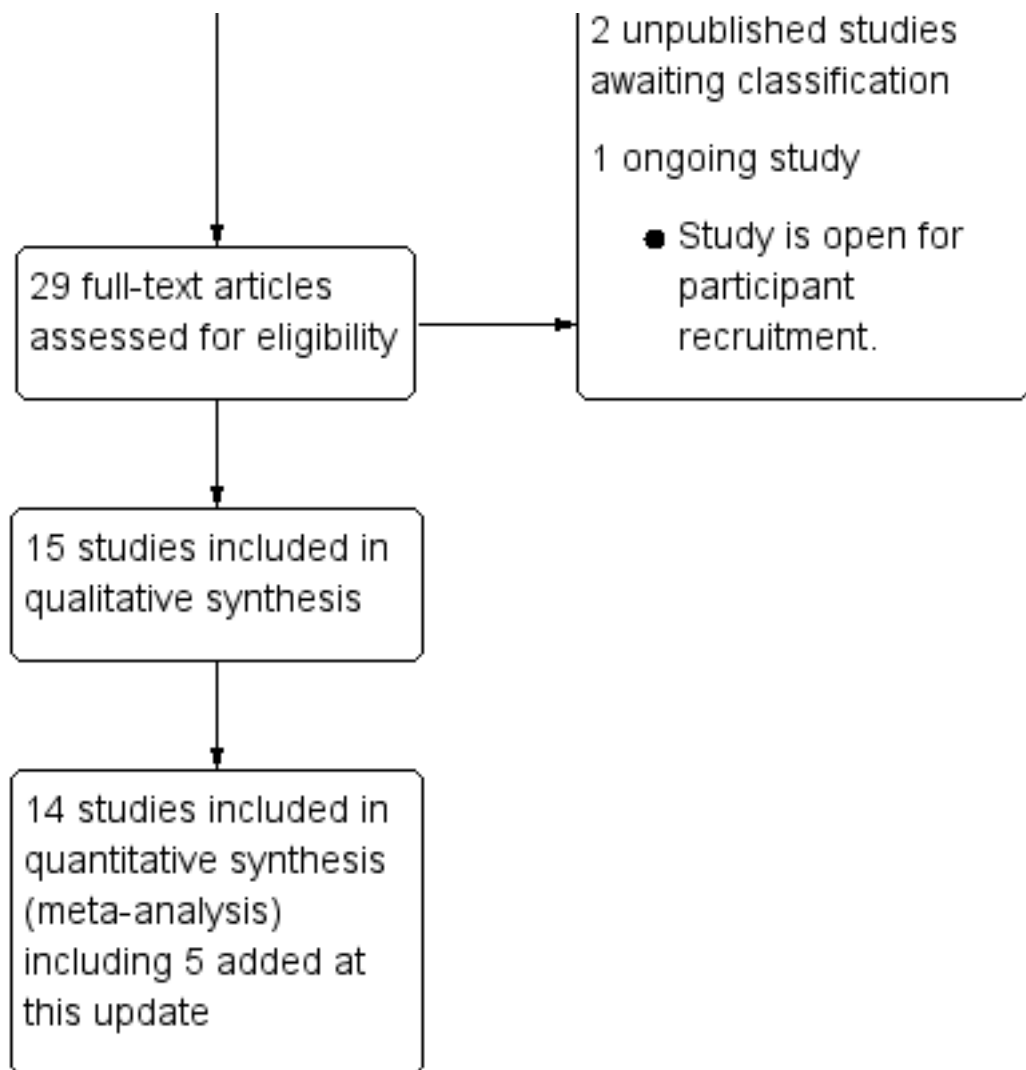 2 unpublished studies
awaiting classification
1 ongoing study
● Study is open for
participant
recruitment.
29 full-text articles
assessed for eligibility
15 studies included in
qualitative synthesis
14 studies included in
quantitative synthesis
(meta-analysis)
including 5 added at
this update